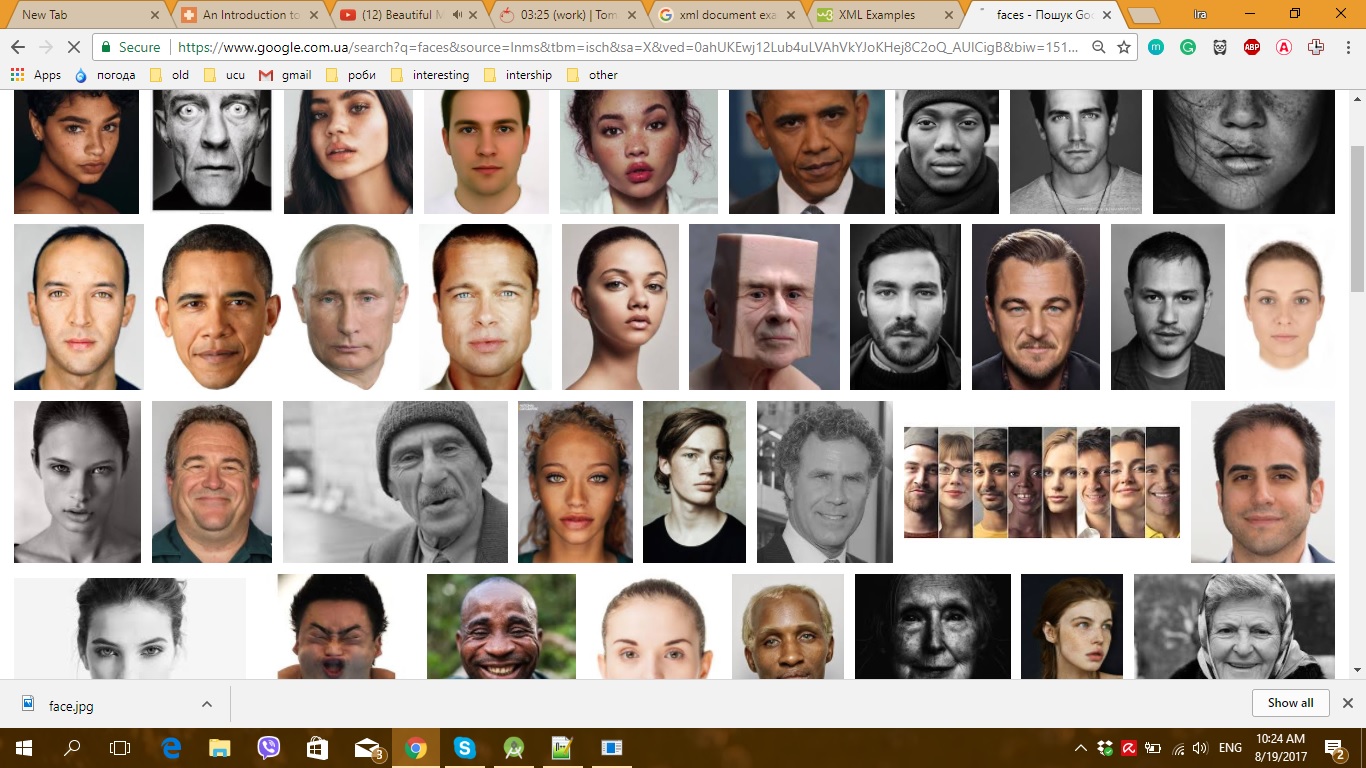 New Tab
An Introduction to
(12) Beautiful M
03:25 (work) | Tom
xml document exa
XML Examples
faces - Пошук Goo
Ira
Secure
https://www.google.com.ua/search?q=faces&source=lnms&tbm=isch&sa=X&ved=0ahUKEwj12Lub4uLVAhVkYJoKHej8C2oQ_AUICigB&biw=151...
Apps
погода
old
ucu
gmail
роби
interesting
intership
other
face.jpg
Show all
3
ENG
10:24 AM
8/19/2017
2